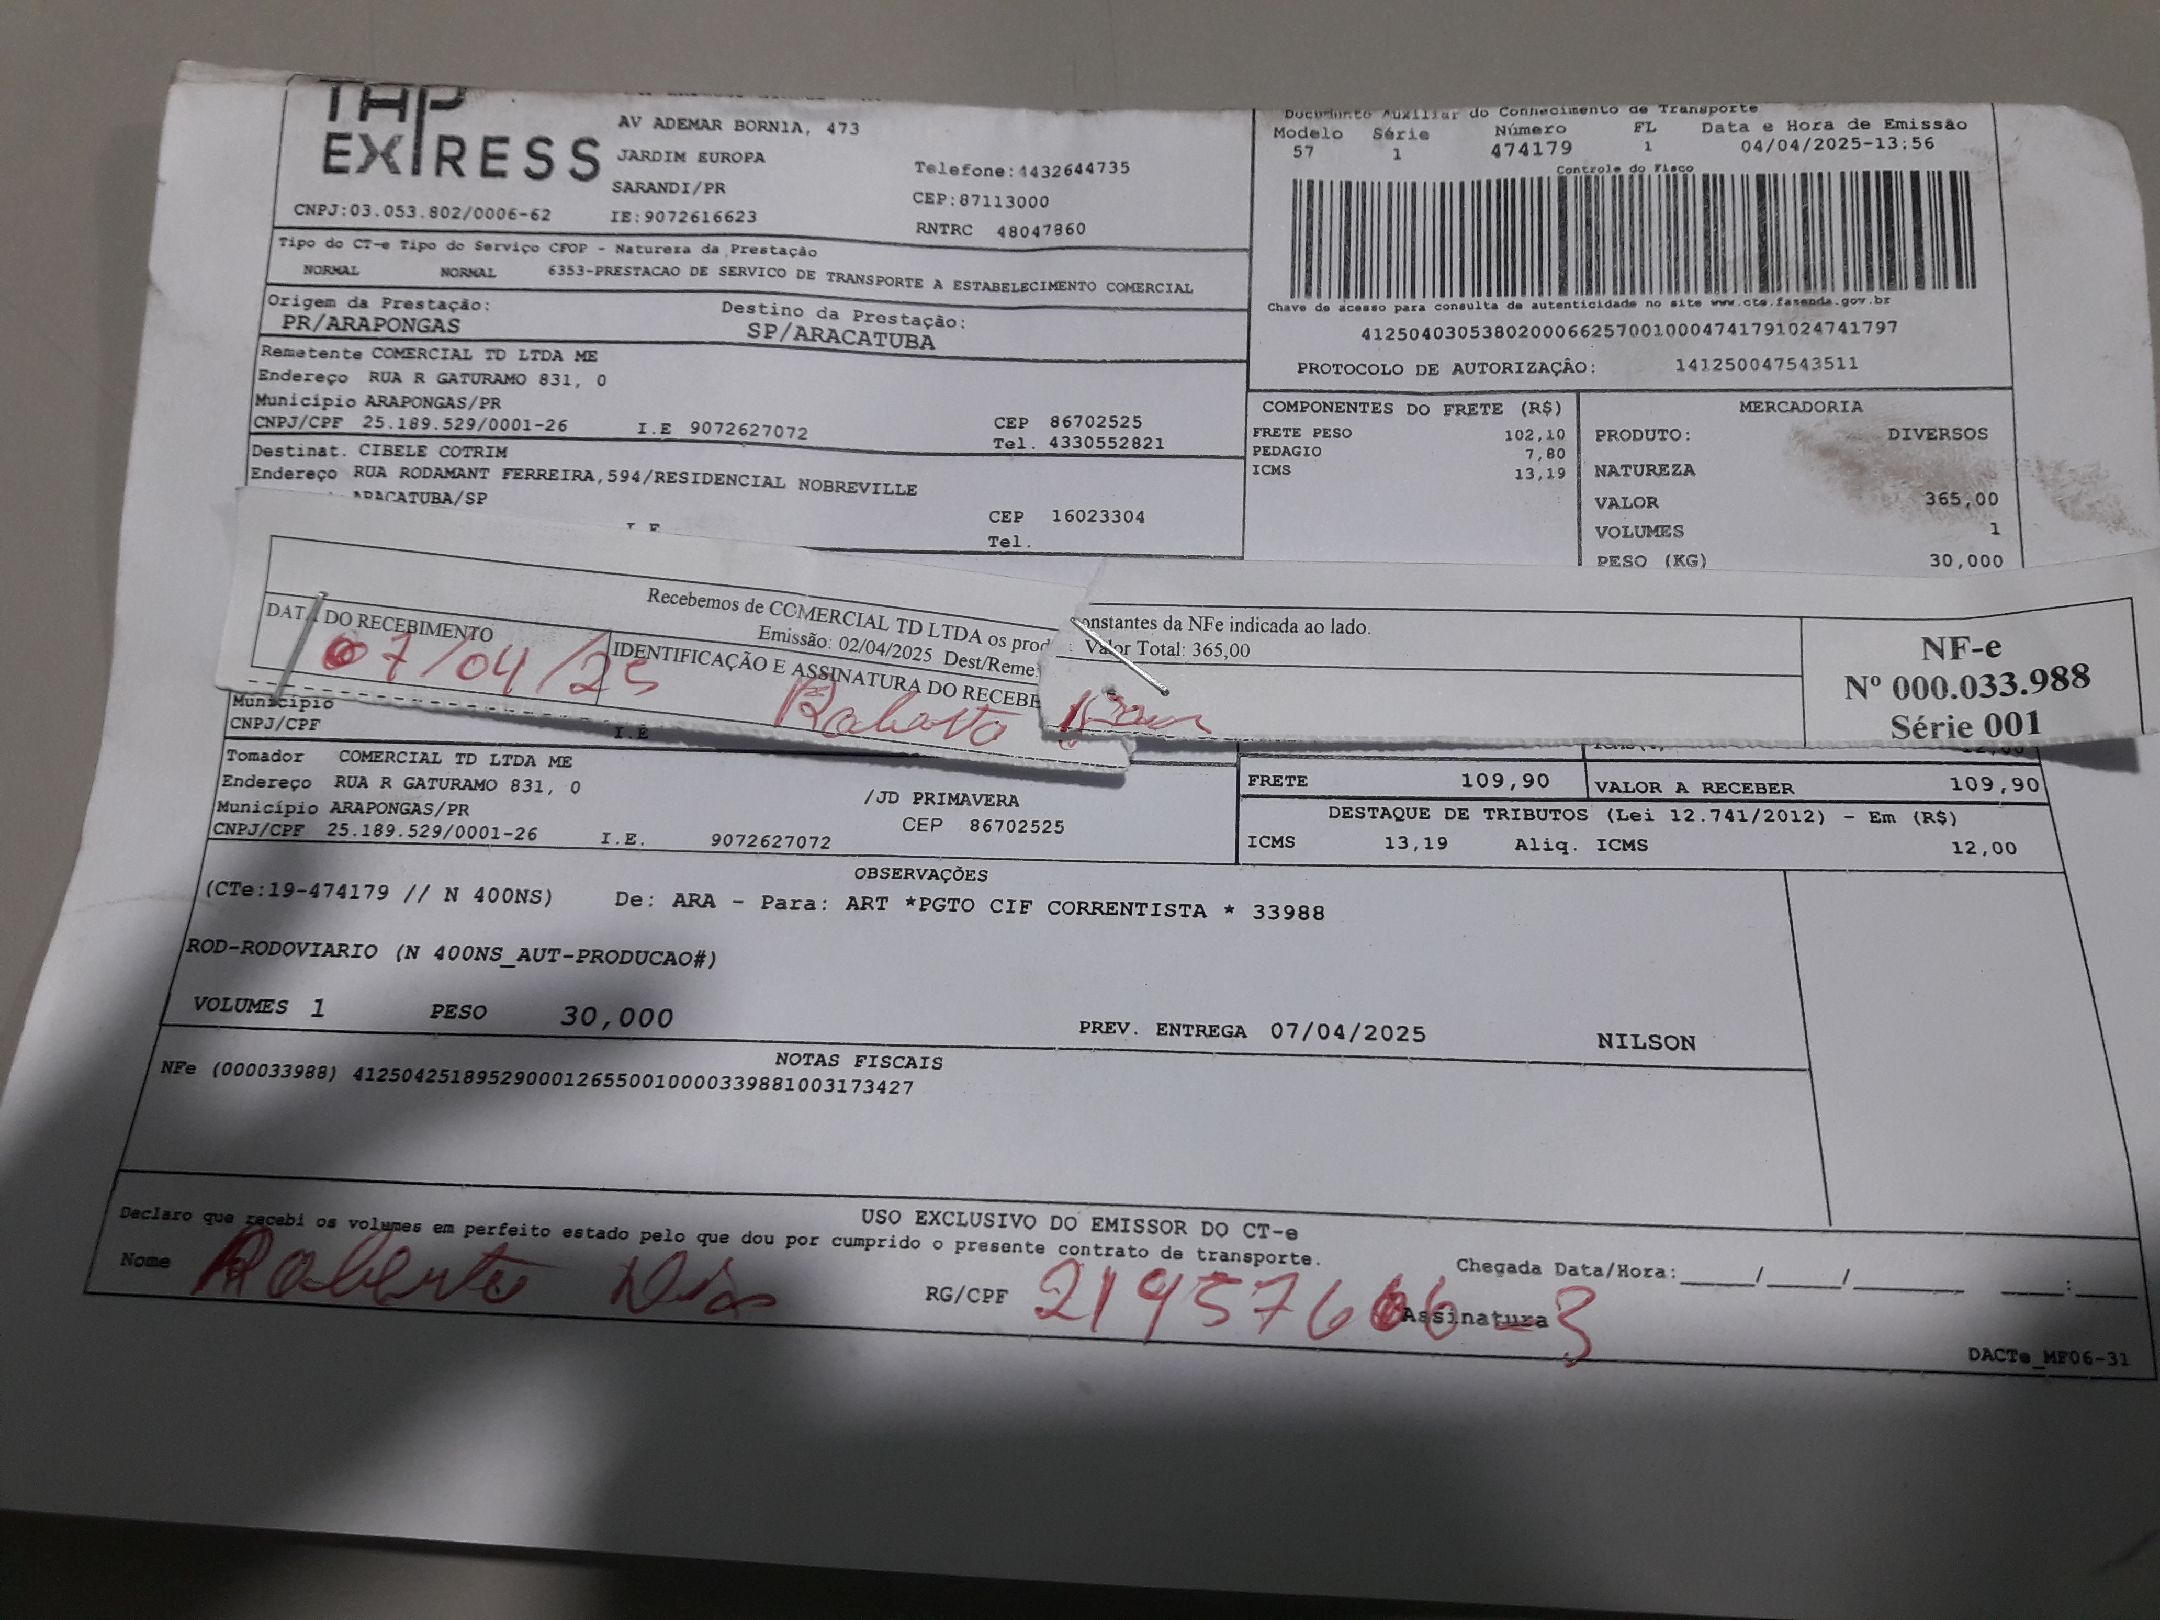 THP
EXPRESS
AV ADEMAR BORNIA, 473
JARDIM EUROPA
SARANDI/PR
CNPJ:03.053.802/0006-62 IE:9072616623
Telefone:4432644735
CEP:87113000
RNTRC 48047860
Documento Auxiliar do Conhecimento de Transporte
Modelo Série Número FL Data e Hora de Emissão
57 1 474179 1 04/04/2025-13:56
Controle do Fisco
Chave de acesso para consulta de autenticidade no site www.cte.fazenda.gov.br
41250403053802000662570010004741791024741797
PROTOCOLO DE AUTORIZAÇÂO: 141250047543511
Tipo do CT-e Tipo do Serviço CFOP - Natureza da Prestação
NORMAL NORMAL 6353-PRESTACAO DE SERVICO DE TRANSPORTE A ESTABELECIMENTO COMERCIAL
Origem da Prestação: Destino da Prestação:
PR/ARAPONGAS SP/ARACATUBA
Remetente COMERCIAL TD LTDA ME
Endereço RUA R GATURAMO 831, 0
Município ARAPONGAS/PR CEP 86702525
CNPJ/CPF 25.189.529/0001-26 I.E 9072627072 Tel. 4330552821
Destinat. CIBELE COTRIM
Endereço RUA RODAMANT FERREIRA,594/RESIDENCIAL NOBREVILLE
ARACATUBA/SP CEP 16023304
I.E Tel.
COMPONENTES DO FRETE (R$)
FRETE PESO 102,10
PEDAGIO 7,80
ICMS 13,19
MERCADORIA
PRODUTO: DIVERSOS
NATUREZA
VALOR 365,00
VOLUMES 1
PESO (KG) 30,000
Recebemos de COMERCIAL TD LTDA os prod onstantes da NFe indicada ao lado.
Emissão: 02/04/2025 Dest/Reme Valor Total: 365,00
DATA DO RECEBIMENTO IDENTIFICAÇÃO E ASSINATURA DO RECEBE
07/04/25 Roberto
NF-e
Nº 000.033.988
Série 001
Município
CNPJ/CPF I.E
Tomador COMERCIAL TD LTDA ME
Endereço RUA R GATURAMO 831, 0 /JD PRIMAVERA
Município ARAPONGAS/PR CEP 86702525
CNPJ/CPF 25.189.529/0001-26 I.E. 9072627072
12,00
FRETE 109,90 VALOR A RECEBER 109,90
DESTAQUE DE TRIBUTOS (Lei 12.741/2012) - Em (R$)
ICMS 13,19 Aliq. ICMS 12,00
OBSERVAÇÕES
(CTe:19-474179 // N 400NS) De: ARA - Para: ART *PGTO CIF CORRENTISTA * 33988
ROD-RODOVIARIO (N 400NS_AUT-PRODUCAO#)
VOLUMES 1 PESO 30,000 PREV. ENTREGA 07/04/2025 NILSON
NOTAS FISCAIS
NFe (000033988) 41250425189529000126550010000339881003173427
USO EXCLUSIVO DO EMISSOR DO CT-e
Declaro que recebi os volumes em perfeito estado pelo que dou por cumprido o presente contrato de transporte.
Nome Roberto RG/CPF 21957606-3 Assinatura
Chegada Data/Hora:_____/_____/_______ ____:____
DACTe_MF06-31